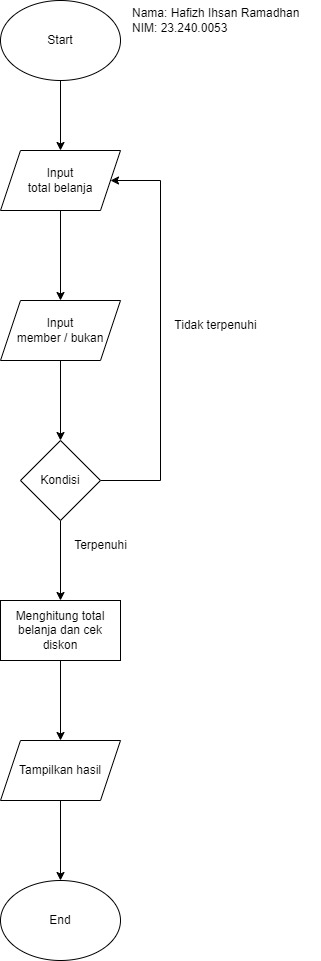 Start
Nama: Hafizh Ihsan Ramadhan
NIM: 23.240.0053
Input
total belanja
Tidak terpenuhi
Input
member / bukan
Kondisi
Terpenuhi
Menghitung total
belanja dan cek
diskon
Tampilkan hasil
End